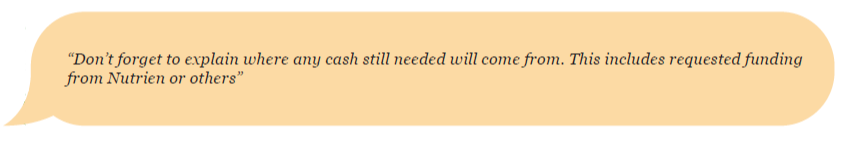 “Don’t forget to explain where any cash still needed will come from. This includes requested funding
from Nutrien or others”